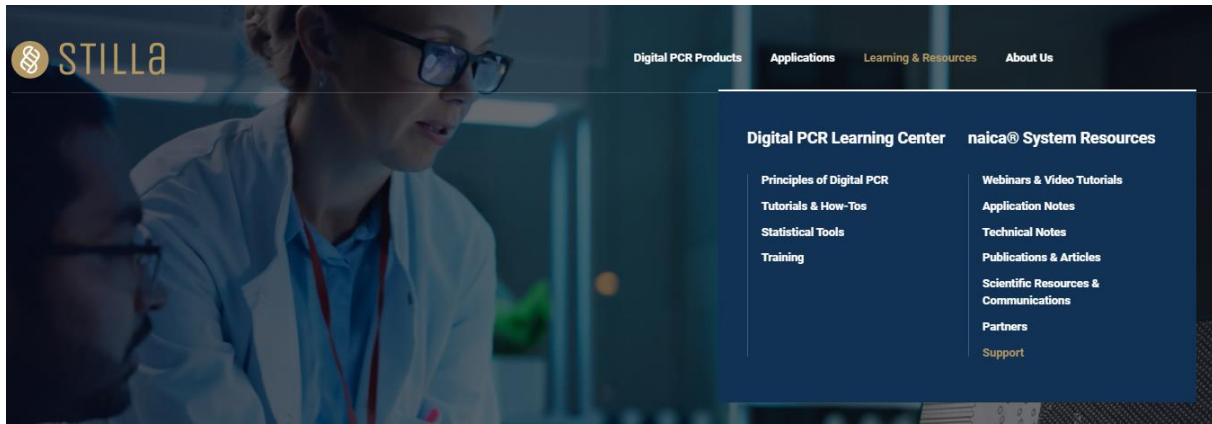 STILLa
Digital PCR Products
Applications
Learning & Resources
About Us
Digital PCR Learning Center
Principles of Digital PCR
Tutorials & How-Tos
Statistical Tools
Training
naica® System Resources
Webinars & Video Tutorials
Application Notes
Technical Notes
Publications & Articles
Scientific Resources &
Communications
Partners
Support